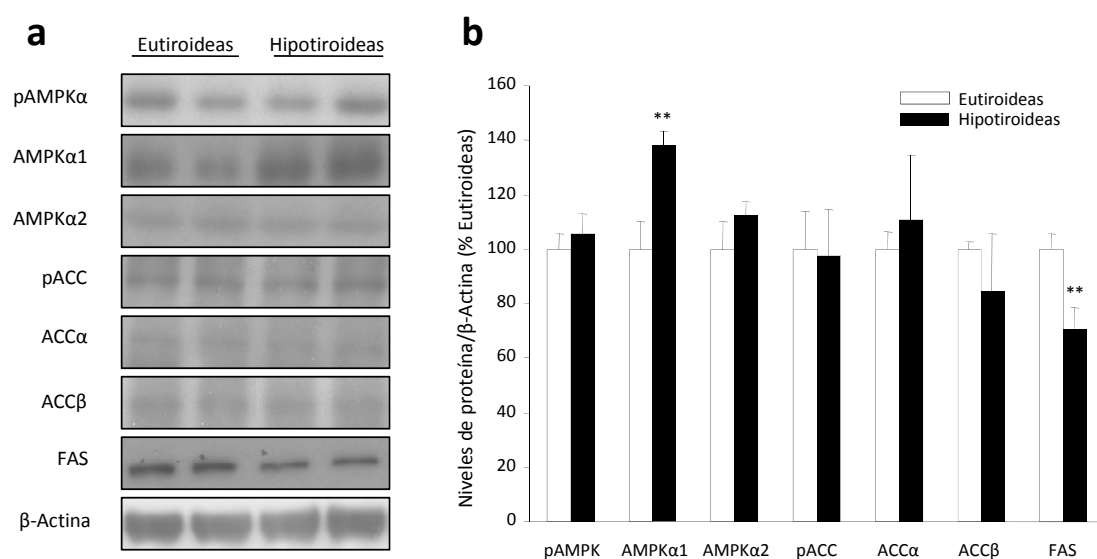 a
Eutiroideas Hipotiroideas
pAMPKα
AMPKα1
AMPKα2
pACC
ACCα
ACCβ
FAS
β-Actina
b
Niveles de proteína/β-Actina (% Eutiroideas)
160
140
120
100
80
60
40
20
0
Eutiroideas
Hipotiroideas
**
**
pAMPK AMPKα1 AMPKα2 pACC ACCα ACCβ FAS